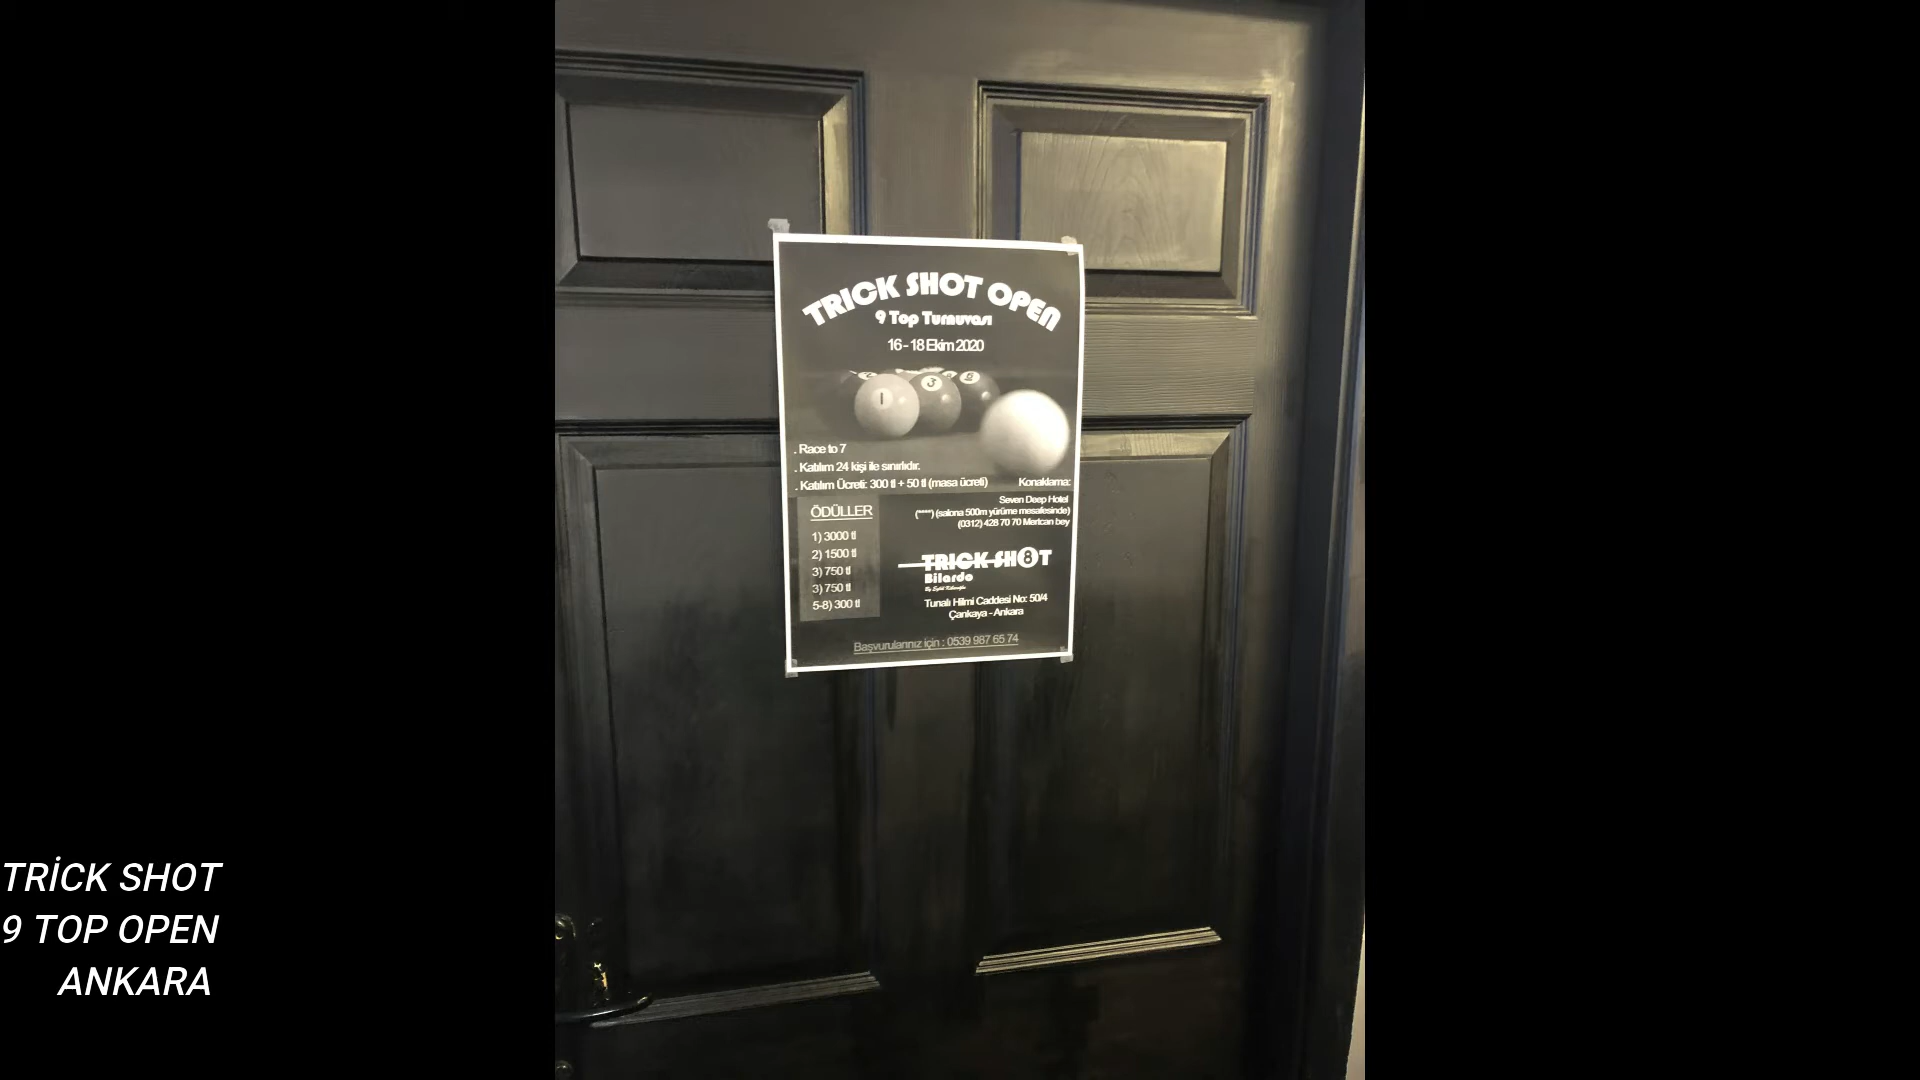 TRICK SHOT OPEN
9 Top Turnuvası
16 - 18 Ekim 2020
1
3
. Race to 7
. Katılım 24 kişi ile sınırlıdır.
. Katılım Ücreti: 300 tl + 50 tl (masa ücreti)
Konaklama:
Seven Deep Hotel
(****) (salona 500m yürüme mesafesinde)
(0312) 428 70 70 Mertcan bey
ÖDÜLLER
1) 3000 tl
2) 1500 tl
3) 750 tl
3) 750 tl
5-8) 300 tl
TRICK SH8T
Bilardo
Tunalı Hilmi Caddesi No: 50/4
Çankaya - Ankara
Başvurularınız için : 0539 987 65 74
TRİCK SHOT
9 TOP OPEN
ANKARA